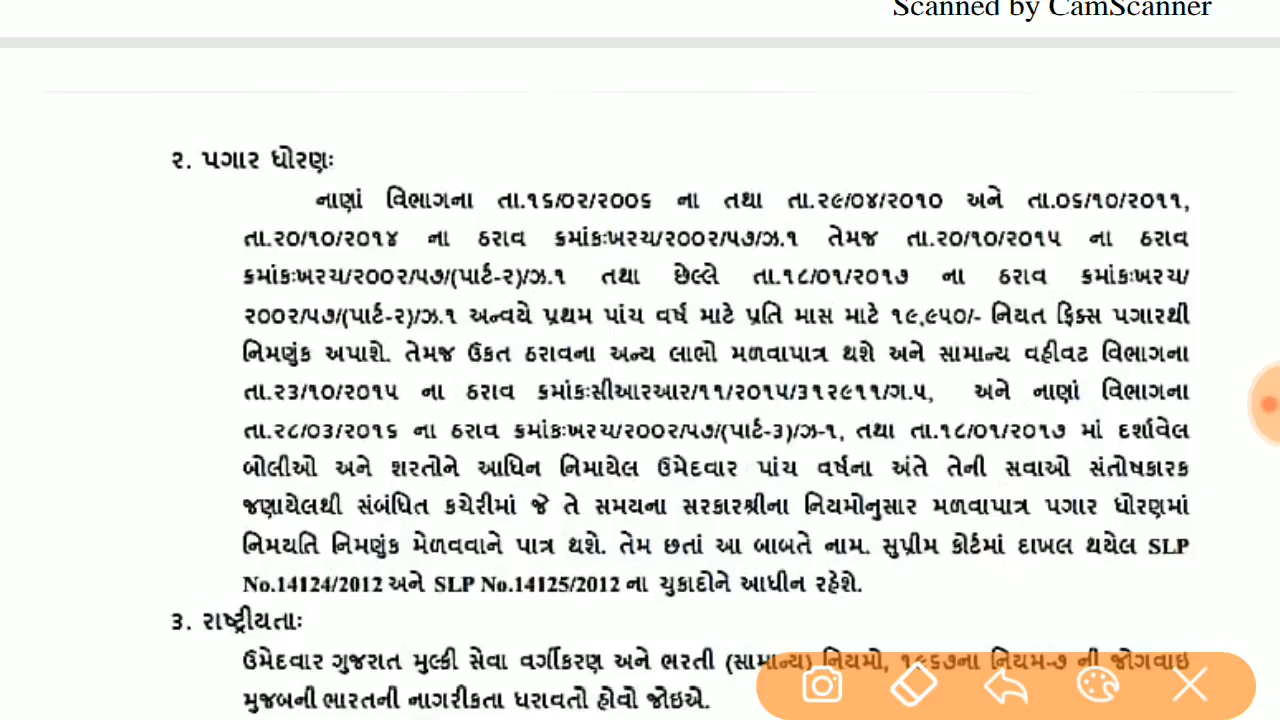 Scanned by CamScanner
૨. પગાર ધોરણઃ
નાણાં વિભાગના તા.૧૬/૦૨/૨૦૦૬ ના તથા તા.૨૯/૦૪/૨૦૧૦ અને તા.૦૬/૧૦/૨૦૧૧,
તા.૨૦/૧૦/૨૦૧૪ ના ઠરાવ ક્રમાંકઃખરચ/૨૦૦૨/૫૭/ઝ.૧ તેમજ તા.૨૦/૧૦/૨૦૧૫ ના ઠરાવ
ક્રમાંકઃખરચ/૨૦૦૨/૫૭/(પાર્ટ-૨)/ઝ.૧ તથા છેલ્લે તા.૧૮/૦૧/૨૦૧૭ ના ઠરાવ ક્રમાંકઃખરચ/
૨૦૦૨/૫૭/(પાર્ટ-૨)/ઝ.૧ અન્વયે પ્રથમ પાંચ વર્ષ માટે પ્રતિ માસ માટે ૧૯,૯૫૦/- નિયત ફિક્સ પગારથી
નિમણુંક અપાશે. તેમજ ઉકત ઠરાવના અન્ય લાભો મળવાપાત્ર થશે અને સામાન્ય વહીવટ વિભાગના
તા.૨૩/૧૦/૨૦૧૫ ના ઠરાવ ક્રમાંકઃસીઆરઆર/૧૧/૨૦૧૫/૩૧૨૯૧૧/ગ.૫, અને નાણાં વિભાગના
તા.૨૮/૦૩/૨૦૧૬ ના ઠરાવ ક્રમાંકઃખરચ/૨૦૦૨/૫૭/(પાર્ટ-૩)/ઝ-૧, તથા તા.૧૮/૦૧/૨૦૧૭ માં દર્શાવેલ
બોલીઓ અને શરતોને આધિન નિમાયેલ ઉમેદવાર પાંચ વર્ષના અંતે તેની સવાઓ સંતોષકારક
જણાયેલથી સંબંધિત કચેરીમાં જે તે સમયના સરકારશ્રીના નિયમોનુસાર મળવાપાત્ર પગાર ધોરણમાં
નિમયતિ નિમણુંક મેળવવાને પાત્ર થશે. તેમ છતાં આ બાબતે નામ. સુપ્રીમ કોર્ટમાં દાખલ થયેલ SLP
No.14124/2012 અને SLP No.14125/2012 ના ચુકાદોને આધીન રહેશે.
૩. રાષ્ટ્રીયતાઃ
ઉમેદવાર ગુજરાત મુલ્કી સેવા વર્ગીકરણ અને ભરતી (સામાન્ય) નિયમો, ૧૯૬૭ના નિયમ-૭ ની જોગવાઇ
મુજબની ભારતની નાગરીકતા ધરાવતો હોવો જોઇએ.